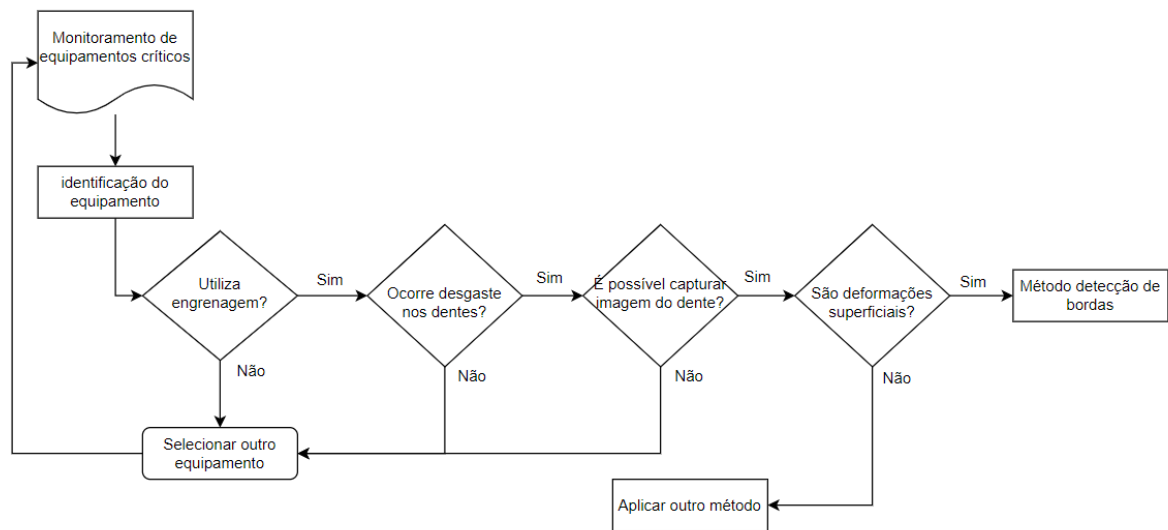 Monitoramento de
equipamentos críticos
identificação do
equipamento
Utiliza
engrenagem?
Sim
Não
Ocorre desgaste
nos dentes?
Sim
Não
É possível capturar
imagem do dente?
Sim
Não
São deformações
superficiais?
Sim
Não
Método detecção de
bordas
Selecionar outro
equipamento
Aplicar outro método